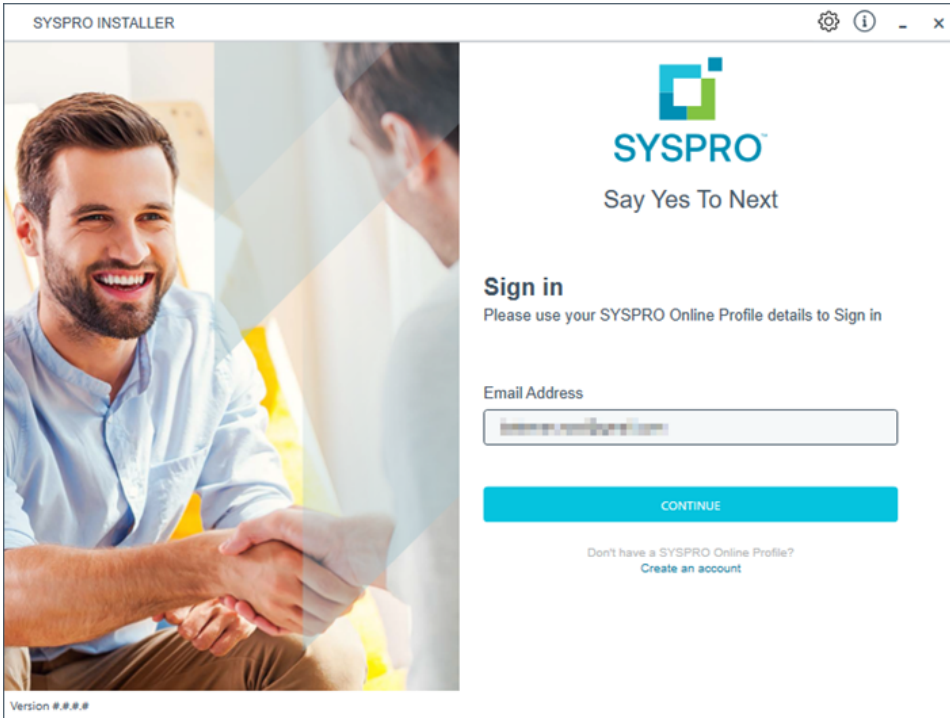 SYSPRO INSTALLER
SYSPRO™
Say Yes To Next
Sign in
Please use your SYSPRO Online Profile details to Sign in
Email Address
CONTINUE
Don't have a SYSPRO Online Profile?
Create an account
Version #.#.#.#